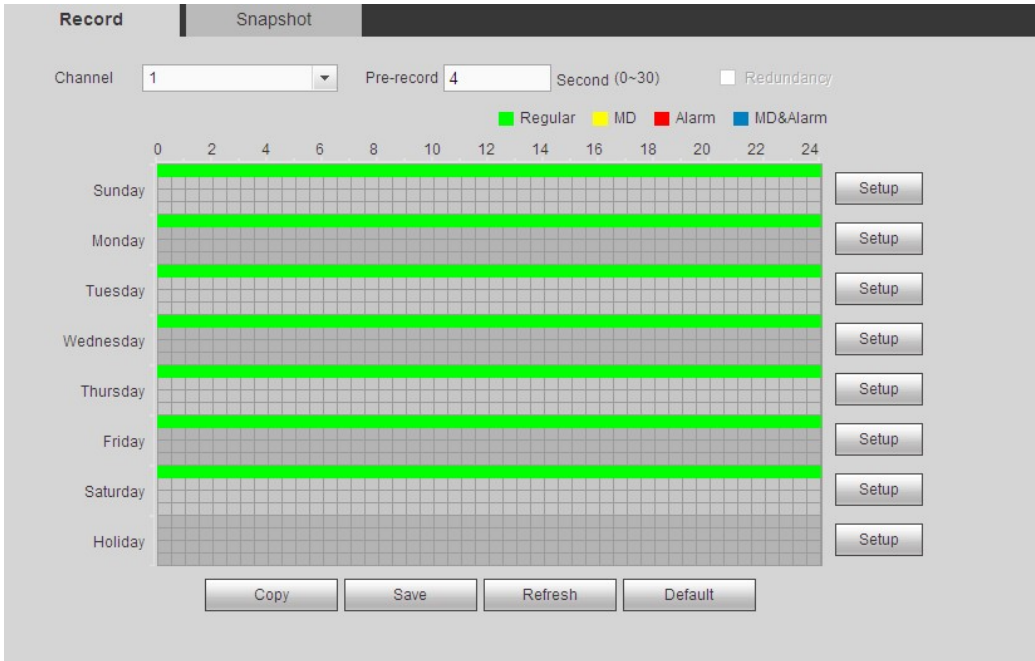 Record Snapshot
Channel 1 Pre-record 4 Second (0~30) Redundancy
Regular MD Alarm MD&Alarm
0 2 4 6 8 10 12 14 16 18 20 22 24
Sunday Setup
Monday Setup
Tuesday Setup
Wednesday Setup
Thursday Setup
Friday Setup
Saturday Setup
Holiday Setup
Copy Save Refresh Default